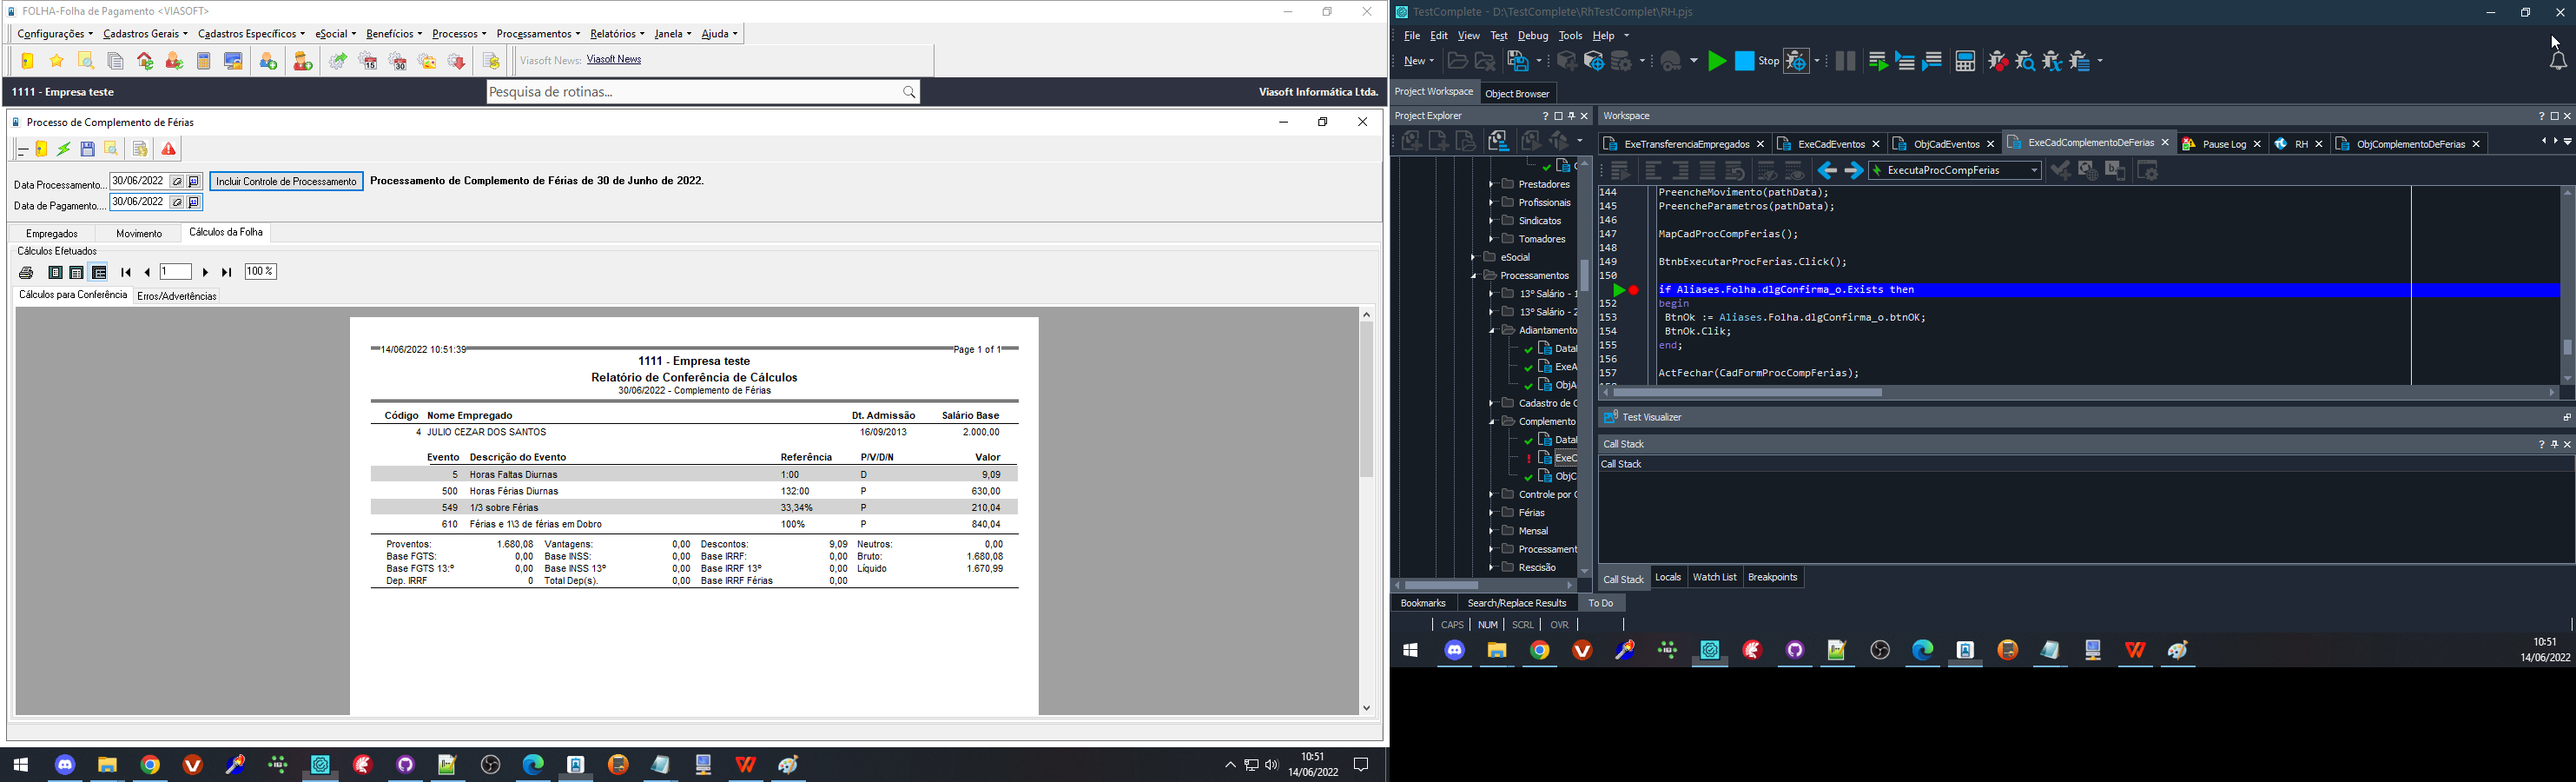 FOLHA-Folha de Pagamento <VIASOFT>
Configurações Cadastros Gerais Cadastros Específicos eSocial Benefícios Processos Processamentos Relatórios Janela Ajuda
15 30 Viasoft News: Viasoft News
1111 - Empresa teste Pesquisa de rotinas... Viasoft Informática Ltda.
Processo de Complemento de Férias
Data Processamento... 30/06/2022 Incluir Controle de Processamento Processamento de Complemento de Férias de 30 de Junho de 2022.
Data de Pagamento.... 30/06/2022
Empregados Movimento Cálculos da Folha
Cálculos Efetuados
1 100 %
Cálculos para Conferência Erros/Advertências
14/06/2022 10:51:39 Page 1 of 1
1111 - Empresa teste
Relatório de Conferência de Cálculos
30/06/2022 - Complemento de Férias
Código Nome Empregado Dt. Admissão Salário Base
4 JULIO CEZAR DOS SANTOS 16/09/2013 2.000,00
Evento Descrição do Evento Referência P/V/D/N Valor
5 Horas Faltas Diurnas 1:00 D 9,09
500 Horas Férias Diurnas 132:00 P 630,00
549 1/3 sobre Férias 33,34% P 210,04
610 Férias e 1\3 de férias em Dobro 100% P 840,04
Proventos: 1.680,08 Vantagens: 0,00 Descontos: 9,09 Neutros: 0,00
Base FGTS: 0,00 Base INSS: 0,00 Base IRRF: 0,00 Bruto: 1.680,08
Base FGTS 13:º 0,00 Base INSS 13º 0,00 Base IRRF 13º 0,00 Líquido 1.670,99
Dep. IRRF 0 Total Dep(s). 0,00 Base IRRF Férias 0,00
10:51
14/06/2022
TestComplete - D:\TestComplete\RhTestComplet\RH.pjs
File Edit View Test Debug Tools Help
New Stop
Project Workspace Object Browser
Project Explorer
Prestadores
Profissionais
Sindicatos
Tomadores
eSocial
Processamentos
13º Salário - 1
13º Salário - 2
Adiantamento
Datal
ExeA
ObjA
Cadastro de C
Complemento
Datal
ExeC
ObjC
Controle por C
Férias
Mensal
Processament
Rescisão
Workspace
ExeTransferenciaEmpregados ExeCadEventos ObjCadEventos ExeCadComplementoDeFerias Pause Log RH ObjComplementoDeFerias
ExecutaProcCompFerias
144 PreencheMovimento(pathData);
145 PreencheParametros(pathData);
146
147 MapCadProcCompFerias();
148
149 BtnbExecutarProcFerias.Click();
150
if Aliases.Folha.dlgConfirma_o.Exists then
152 begin
153 BtnOk := Aliases.Folha.dlgConfirma_o.btnOK;
154 BtnOk.Clik;
155 end;
156
157 ActFechar(CadFormProcCompFerias);
Test Visualizer
Call Stack
Call Stack
Call Stack Locals Watch List Breakpoints
Bookmarks Search/Replace Results To Do
CAPS NUM SCRL OVR
10:51
14/06/2022